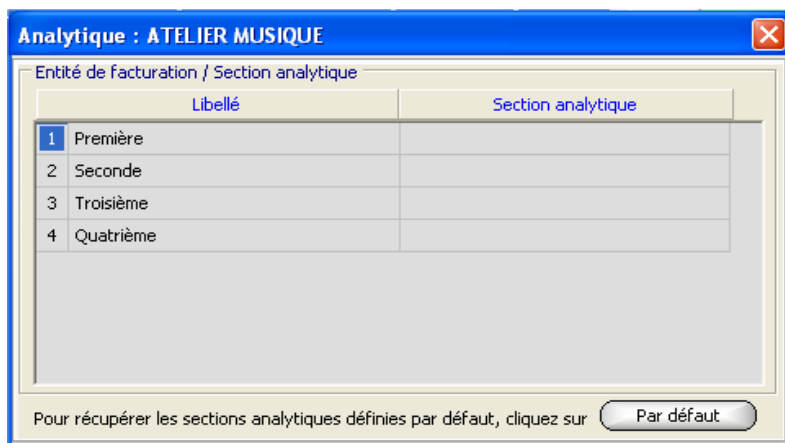 Analytique : ATELIER MUSIQUE
Entité de facturation / Section analytique
Libellé Section analytique
1 Première
2 Seconde
3 Troisième
4 Quatrième
Pour récupérer les sections analytiques définies par défaut, cliquez sur Par défaut